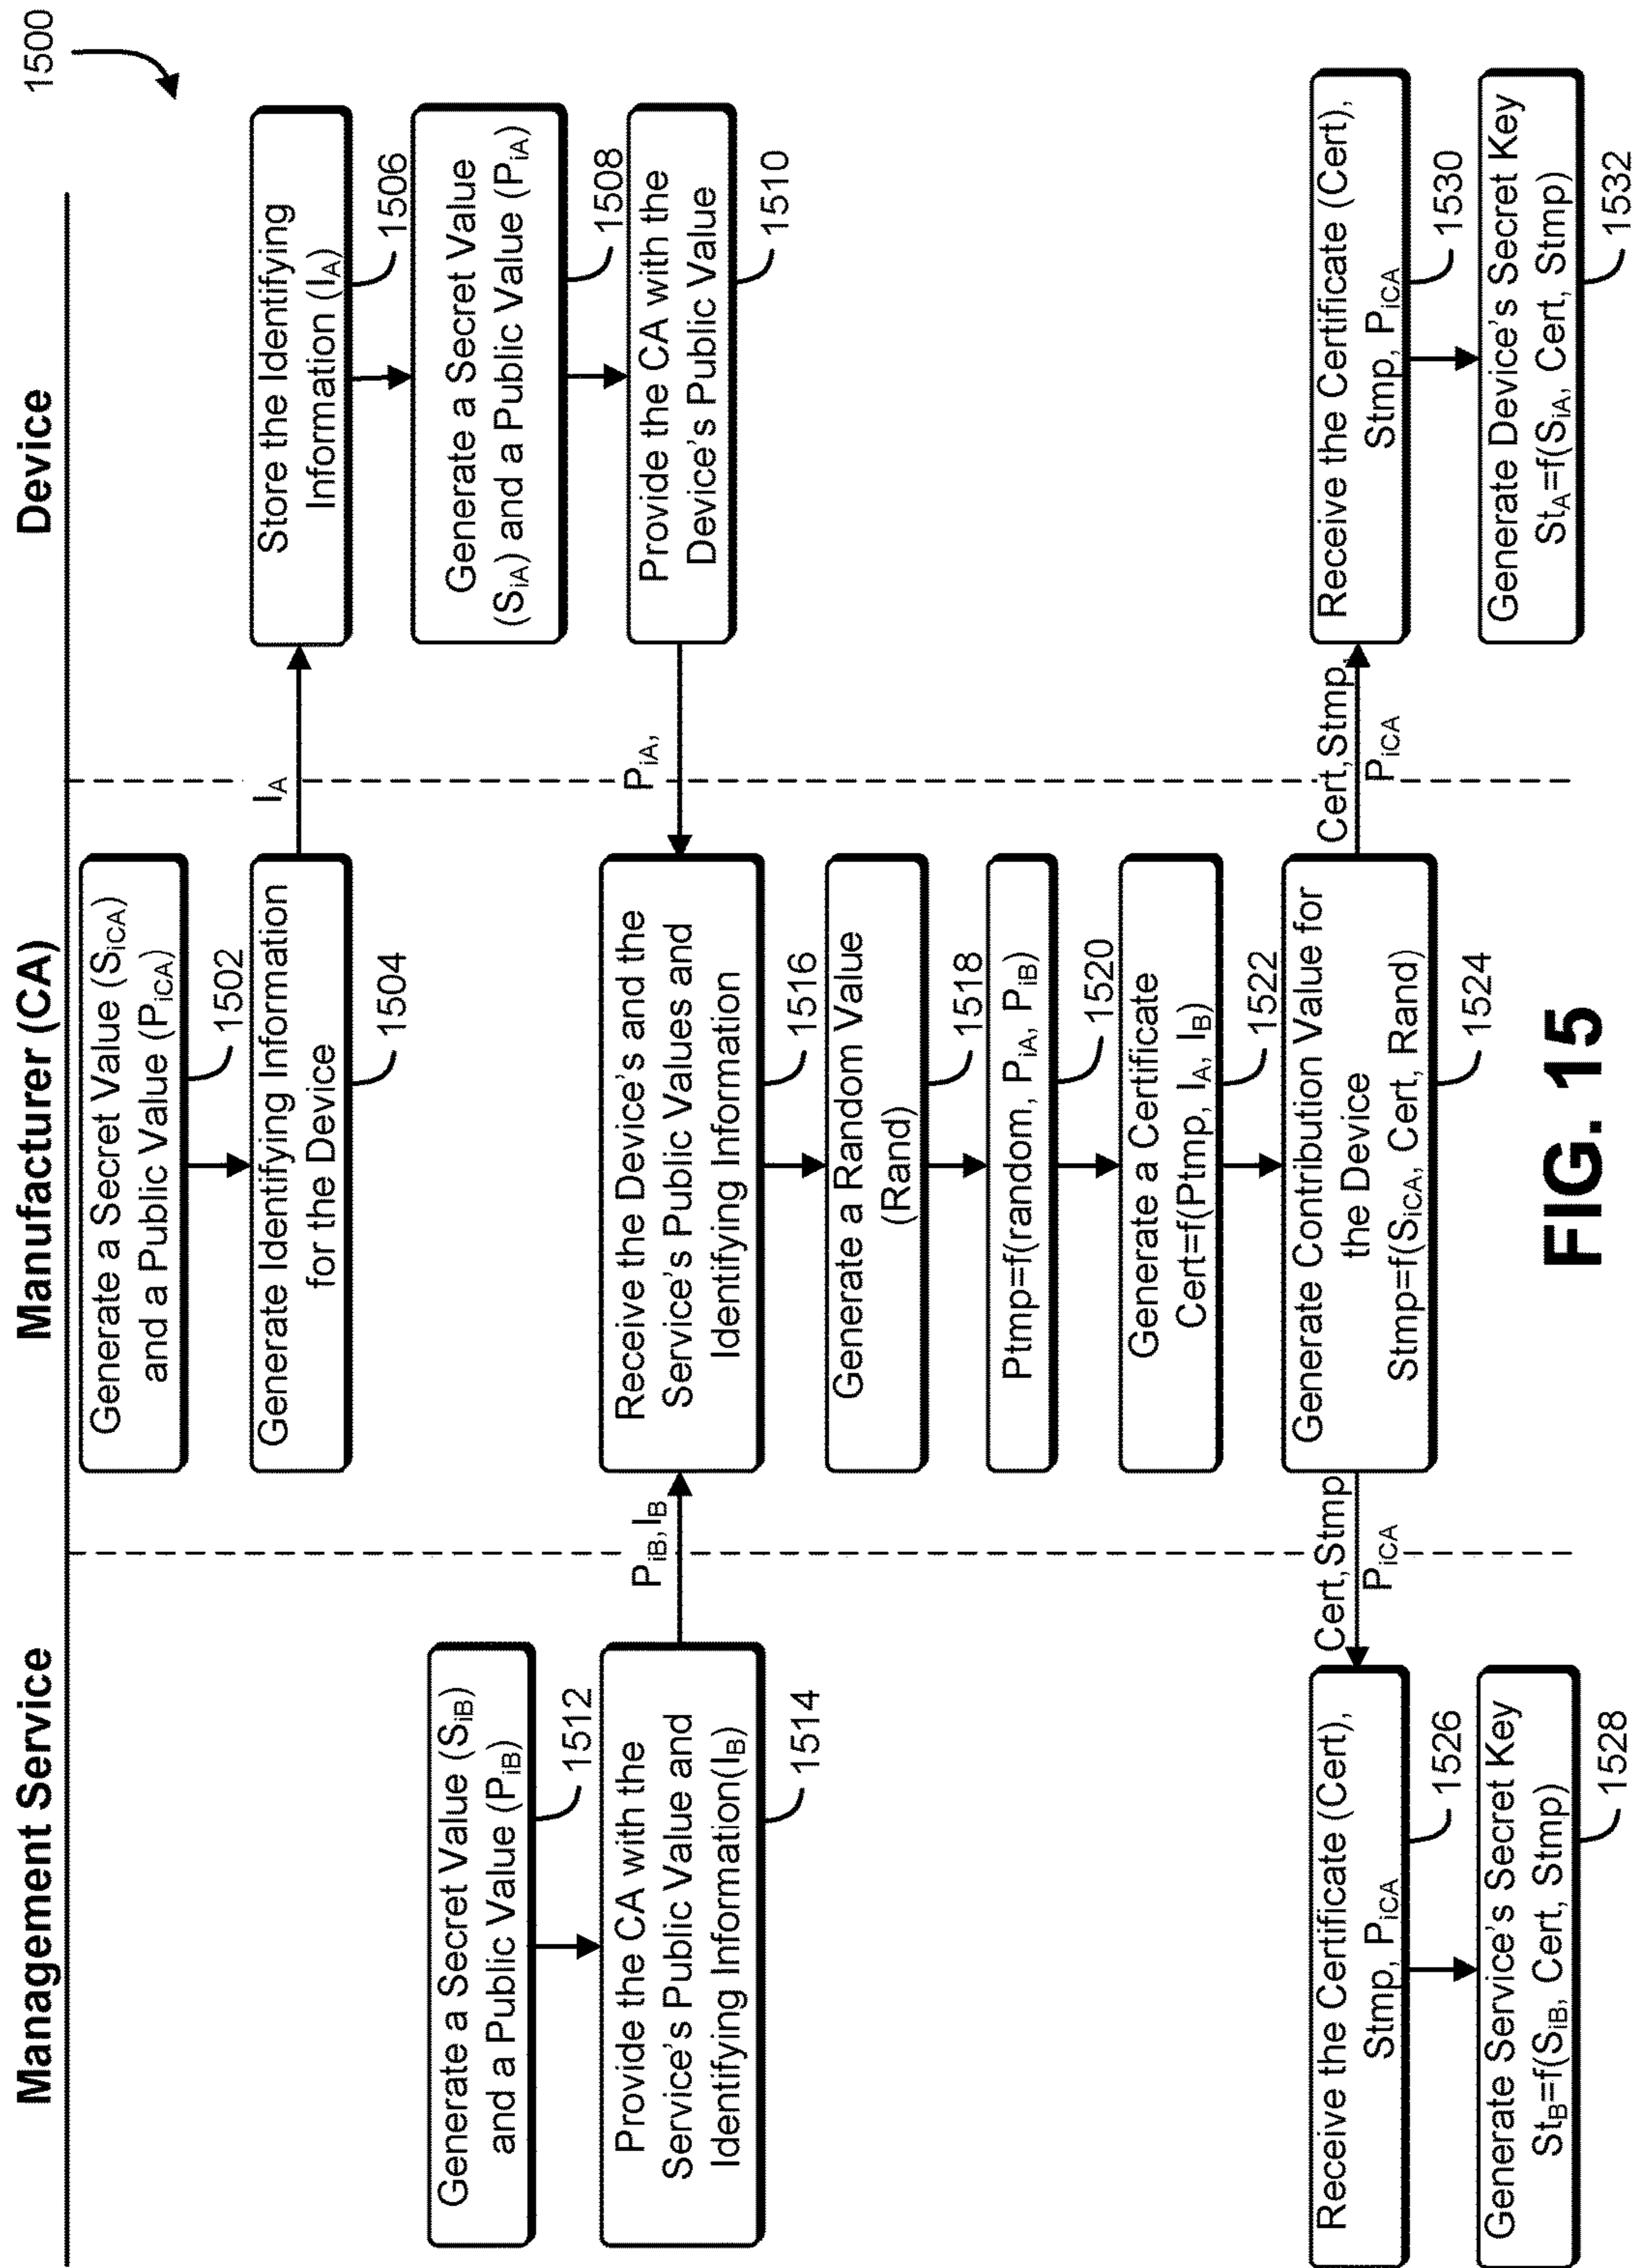 1500
Management Service
Manufacturer (CA)
Device
Generate a Secret Value (SiCA)
and a Public Value (PiCA)
1502
Generate Identifying Information
for the Device
1504
IA
Store the Identifying
Information (IA)
1506
Generate a Secret Value
(SiA) and a Public Value (PiA)
1508
Provide the CA with the
Device's Public Value
1510
PiA,
Generate a Secret Value (SiB)
and a Public Value (PiB)
1512
Provide the CA with the
Service's Public Value and
Identifying Information(IB)
1514
PiB, IB
Receive the Device's and the
Service's Public Values and
Identifying Information
1516
Generate a Random Value
(Rand)
1518
Ptmp=f(random, PiA, PiB)
1520
Generate a Certificate
Cert=f(Ptmp, IA, IB)
1522
Generate Contribution Value for
the Device
Stmp=f(SiCA, Cert, Rand)
1524
Cert,Stmp
PiCA
Cert,Stmp,
PiCA
Receive the Certificate (Cert),
Stmp, PiCA
1526
Generate Service's Secret Key
StB=f(SiB, Cert, Stmp)
1528
Receive the Certificate (Cert),
Stmp, PiCA
1530
Generate Device's Secret Key
StA=f(SiA, Cert, Stmp)
1532
FIG. 15